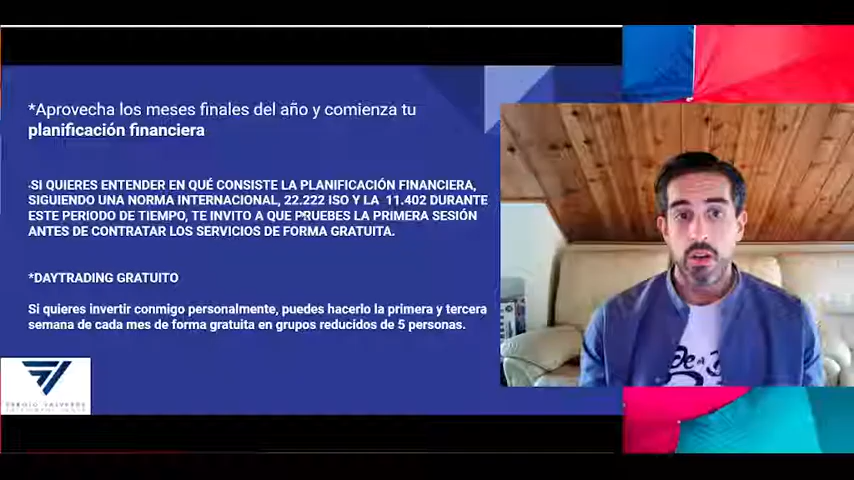 *Aprovecha los meses finales del año y comienza tu
planificación financiera
·SI QUIERES ENTENDER EN QUÉ CONSISTE LA PLANIFICACIÓN FINANCIERA,
SIGUIENDO UNA NORMA INTERNACIONAL, 22.222 ISO Y LA 11.402 DURANTE
ESTE PERIODO DE TIEMPO, TE INVITO A QUE PRUEBES LA PRIMERA SESIÓN
ANTES DE CONTRATAR LOS SERVICIOS DE FORMA GRATUITA.
*DAYTRADING GRATUITO
Si quieres invertir conmigo personalmente, puedes hacerlo la primera y tercera
semana de cada mes de forma gratuita en grupos reducidos de 5 personas.